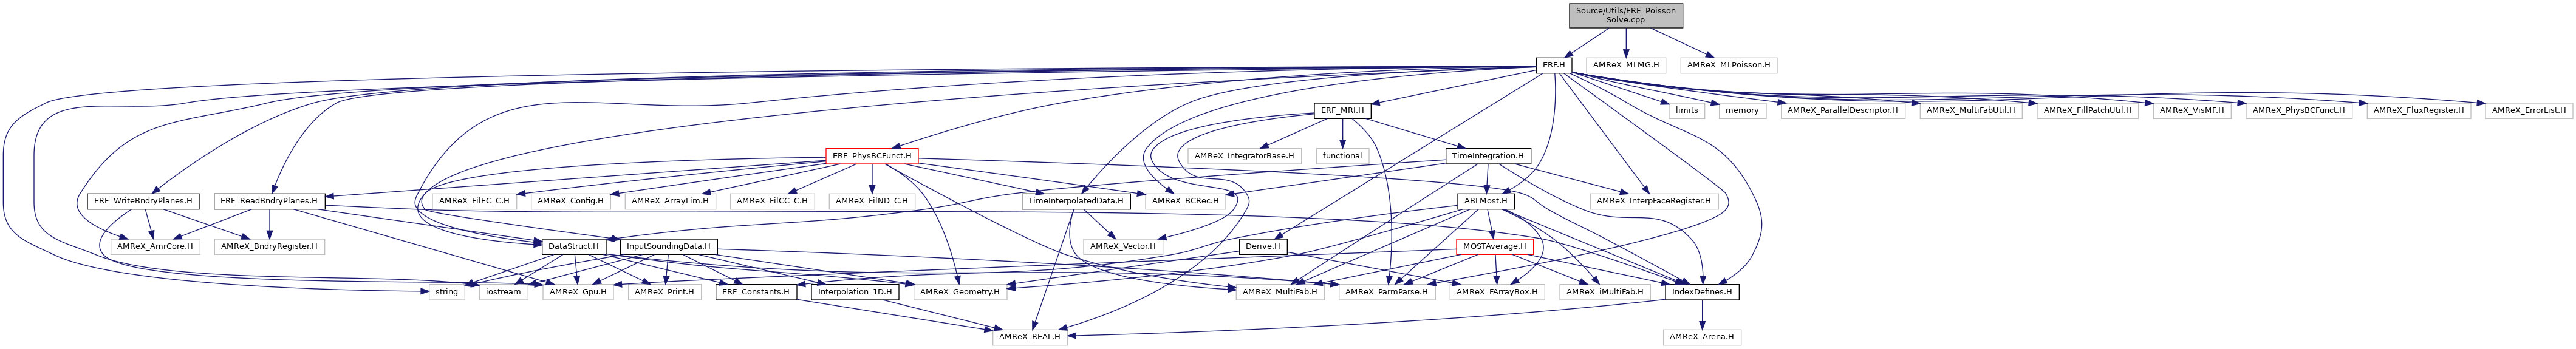 Source/Utils/ERF_Poisson
Solve.cpp
ERF.H
AMReX_MLMG.H
AMReX_MLPoisson.H
ERF_MRI.H
limits
memory
AMReX_ParallelDescriptor.H
AMReX_MultiFabUtil.H
AMReX_FillPatchUtil.H
AMReX_VisMF.H
AMReX_PhysBCFunct.H
AMReX_FluxRegister.H
AMReX_ErrorList.H
ERF_PhysBCFunct.H
AMReX_IntegratorBase.H
functional
TimeIntegration.H
ERF_WriteBndryPlanes.H
ERF_ReadBndryPlanes.H
AMReX_FilFC_C.H
AMReX_Config.H
AMReX_ArrayLim.H
AMReX_FilCC_C.H
AMReX_FilND_C.H
TimeInterpolatedData.H
AMReX_BCRec.H
ABLMost.H
AMReX_InterpFaceRegister.H
AMReX_AmrCore.H
AMReX_BndryRegister.H
DataStruct.H
InputSoundingData.H
AMReX_Vector.H
Derive.H
MOSTAverage.H
string
iostream
AMReX_Gpu.H
AMReX_Print.H
ERF_Constants.H
Interpolation_1D.H
AMReX_Geometry.H
AMReX_MultiFab.H
AMReX_ParmParse.H
AMReX_FArrayBox.H
AMReX_iMultiFab.H
IndexDefines.H
AMReX_REAL.H
AMReX_Arena.H